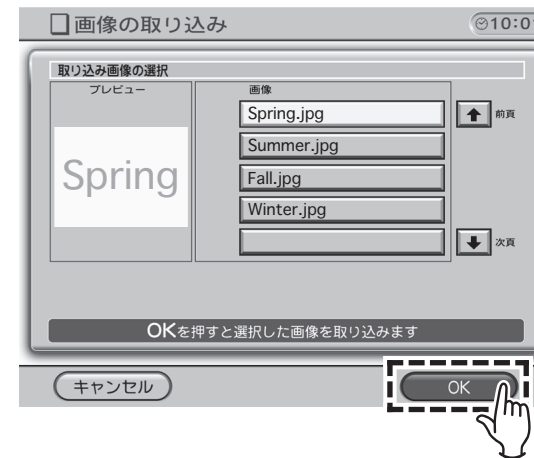 画像の取り込み
10:0
取り込み画像の選択
プレビュー
画像
Spring
Spring.jpg
前頁
Summer.jpg
Fall.jpg
Winter.jpg
次頁
OKを押すと選択した画像を取り込みます
キャンセル
OK